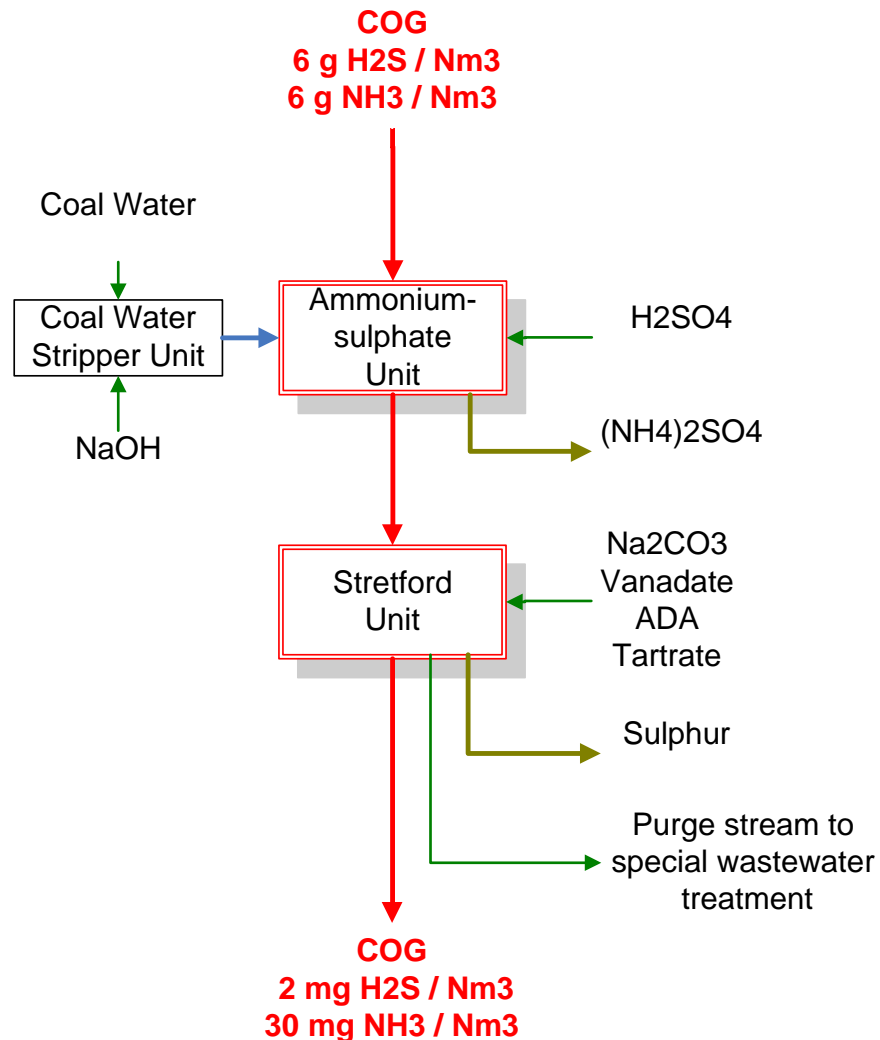 COG
6 g H2S / Nm3
6 g NH3 / Nm3
Coal Water
Coal Water
Stripper Unit
NaOH
Ammonium-
sulphate
Unit
H2SO4
(NH4)2SO4
Stretford
Unit
Na2CO3
Vanadate
ADA
Tartrate
Sulphur
Purge stream to
special wastewater
treatment
COG
2 mg H2S / Nm3
30 mg NH3 / Nm3